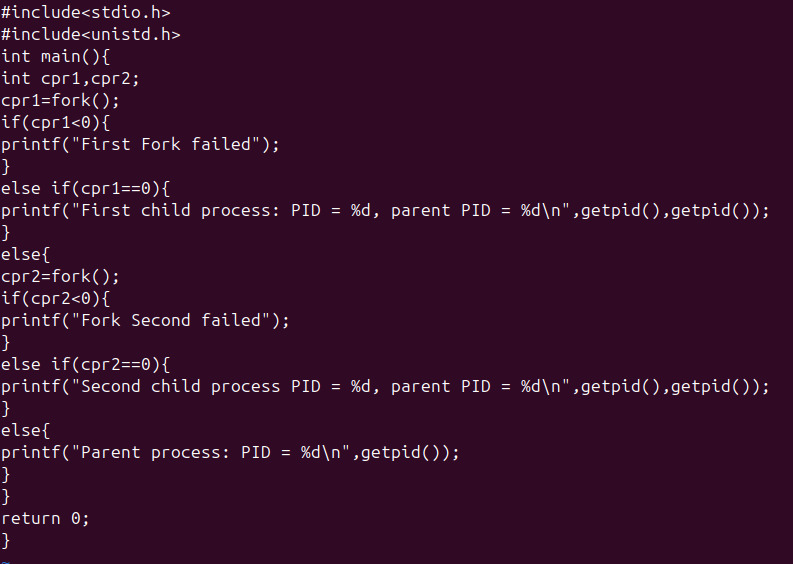 #include<stdio.h>
#include<unistd.h>
int main(){
int cpr1,cpr2;
cpr1=fork();
if(cpr1<0){
printf("First Fork failed");
}
else if(cpr1==0){
printf("First child process: PID = %d, parent PID = %d\n",getpid(),getpid());
}
else{
cpr2=fork();
if(cpr2<0){
printf("Fork Second failed");
}
else if(cpr2==0){
printf("Second child process PID = %d, parent PID = %d\n",getpid(),getpid());
}
else{
printf("Parent process: PID = %d\n",getpid());
}
}
return 0;
}
~